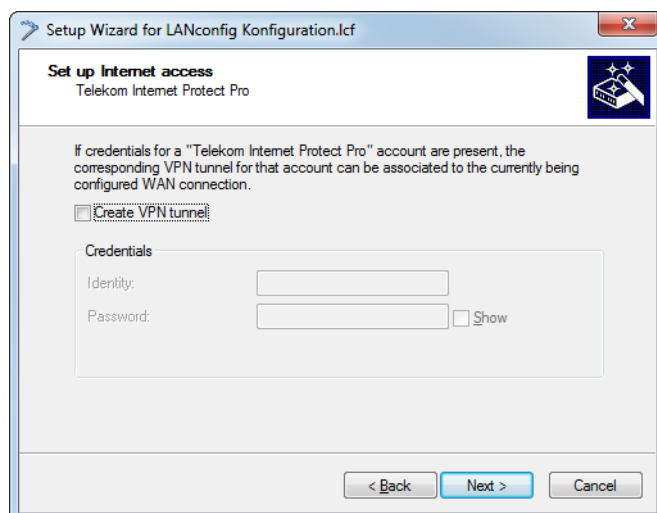 Setup Wizard for LANconfig Konfiguration.lcf
Set up Internet access
Telekom Internet Protect Pro
If credentials for a "Telekom Internet Protect Pro" account are present, the
corresponding VPN tunnel for that account can be associated to the currently being
configured WAN connection.
Create VPN tunnel
Credentials
Identity:
Password:
Show
< Back
Next >
Cancel